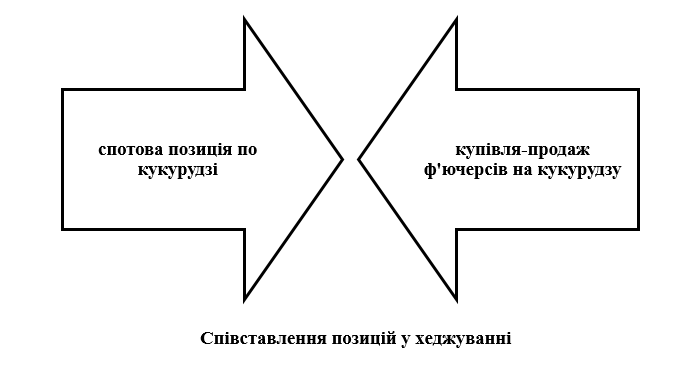 спотова позиція по
кукурудзі
купівля-продаж
ф'ючерсів на кукурудзу
Співставлення позицій у хеджуванні